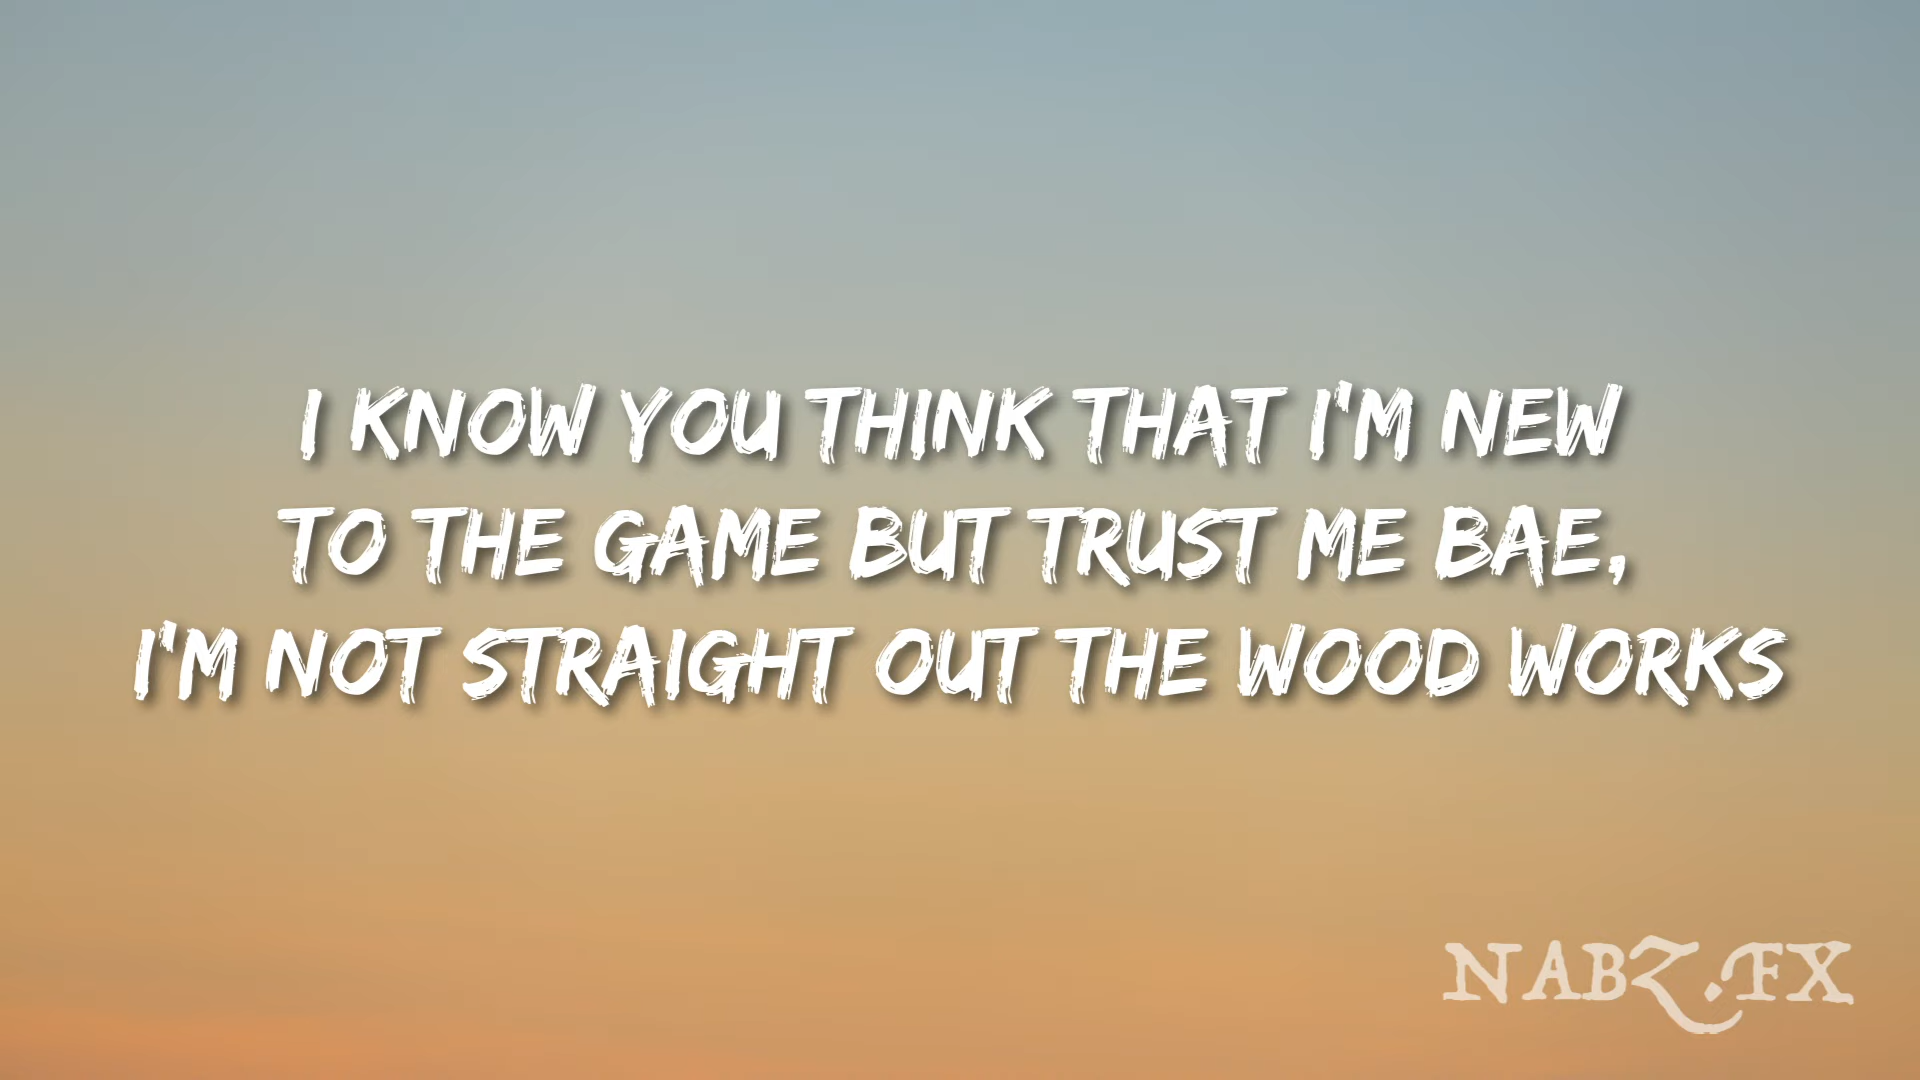 I KNOW YOU THINK THAT I'M NEW
TO THE GAME BUT TRUST ME BAE,
I'M NOT STRAIGHT OUT THE WOOD WORKS
NABZ.FX